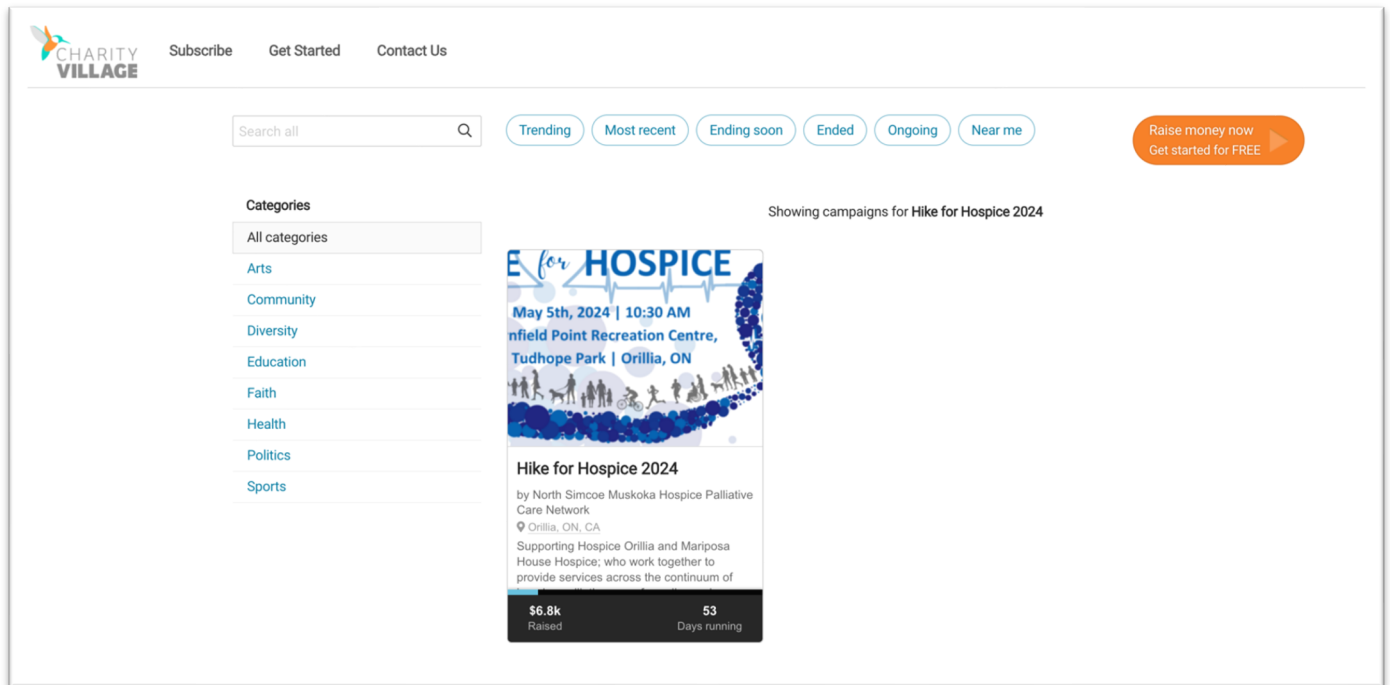 CHARITY
VILLAGE
Subscribe Get Started Contact Us
Search all
Trending Most recent Ending soon Ended Ongoing Near me
Raise money now
Get started for FREE
Categories
All categories
Arts
Community
Diversity
Education
Faith
Health
Politics
Sports
Showing campaigns for Hike for Hospice 2024
E for HOSPICE
May 5th, 2024 | 10:30 AM
nfield Point Recreation Centre,
Tudhope Park | Orillia, ON
Hike for Hospice 2024
by North Simcoe Muskoka Hospice Palliative
Care Network
Orillia, ON, CA
Supporting Hospice Orillia and Mariposa
House Hospice; who work together to
provide services across the continuum of
$6.8k 53
Raised Days running